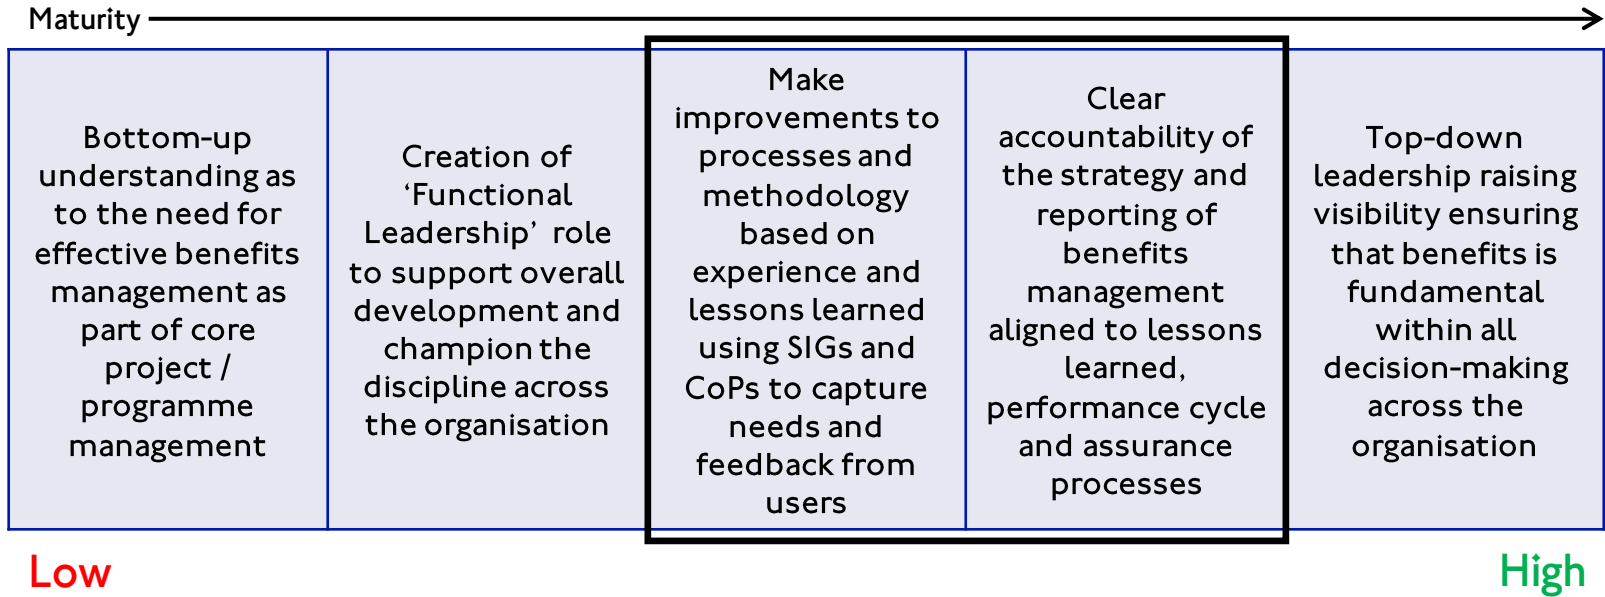 Maturity
Bottom-up
understanding as
to the need for
effective benefits
management as
part of core
project /
programme
management
Creation of
‘Functional
Leadership’ role
to support overall
development and
champion the
discipline across
the organisation
Make
improvements to
processes and
methodology
based on
experience and
lessons learned
using SIGs and
CoPs to capture
needs and
feedback from
users
Clear
accountability of
the strategy and
reporting of
benefits
management
aligned to lessons
learned,
performance cycle
and assurance
processes
Top-down
leadership raising
visibility ensuring
that benefits is
fundamental
within all
decision-making
across the
organisation
Low
High